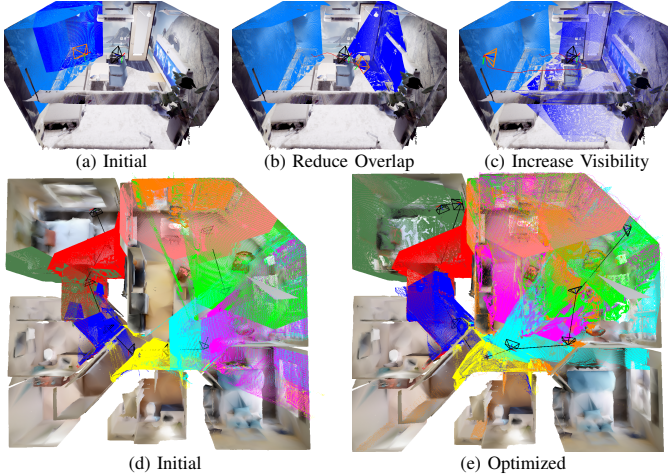 (a) Initial
(b) Reduce Overlap
(c) Increase Visibility
(d) Initial
(e) Optimized